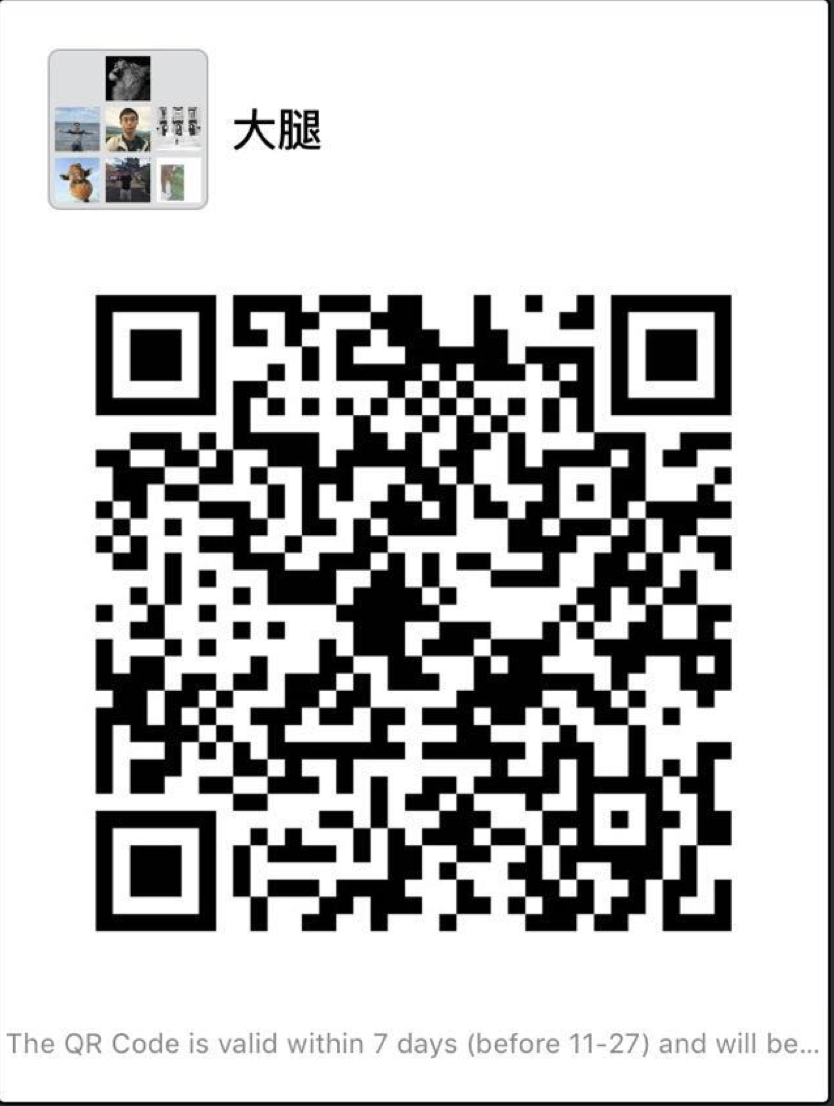 大腿
The QR Code is valid within 7 days (before 11-27) and will be...